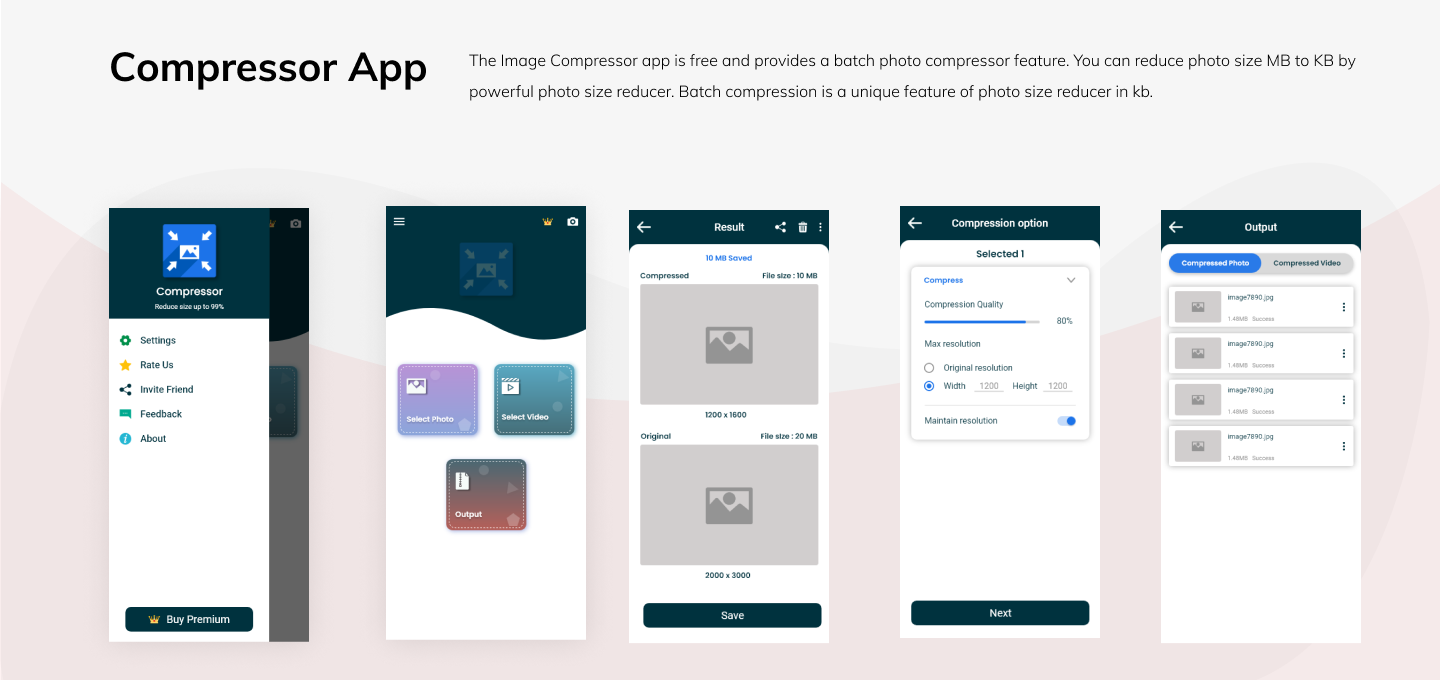 Compressor App
The Image Compressor app is free and provides a batch photo compressor feature. You can reduce photo size MB to KB by
powerful photo size reducer. Batch compression is a unique feature of photo size reducer in kb.
Compressor
Reduce size up to 99%
Settings
Rate Us
Invite Friend
Feedback
About
Buy Premium
Select Photo
Select Video
Output
Result
10 MB Saved
Compressed File size : 10 MB
1200 x 1600
Original File size : 20 MB
2000 x 3000
Save
Compression option
Selected 1
Compress
Compression Quality
80%
Max resolution
Original resolution
Width 1200 Height 1200
Maintain resolution
Next
Output
Compressed Photo Compressed Video
image7890.jpg
1.48MB Success
image7890.jpg
1.48MB Success
image7890.jpg
1.48MB Success
image7890.jpg
1.48MB Success